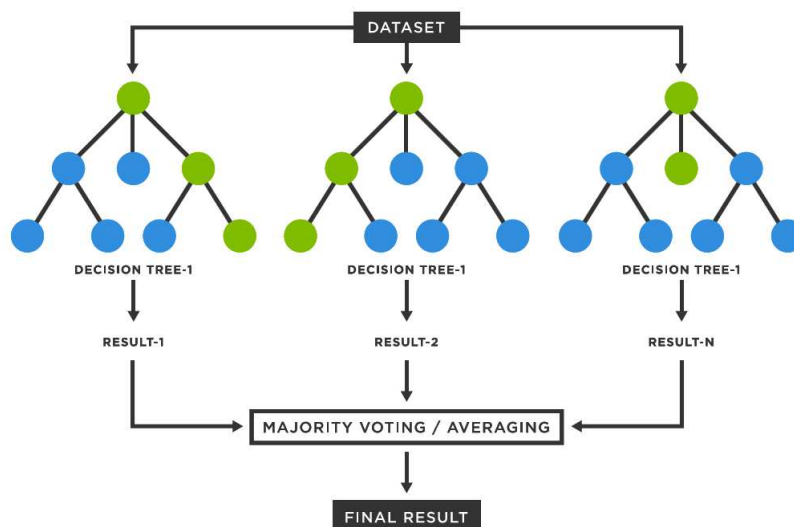 DATASET
DECISION TREE-1
DECISION TREE-1
DECISION TREE-1
RESULT-1
RESULT-2
RESULT-N
MAJORITY VOTING / AVERAGING
FINAL RESULT